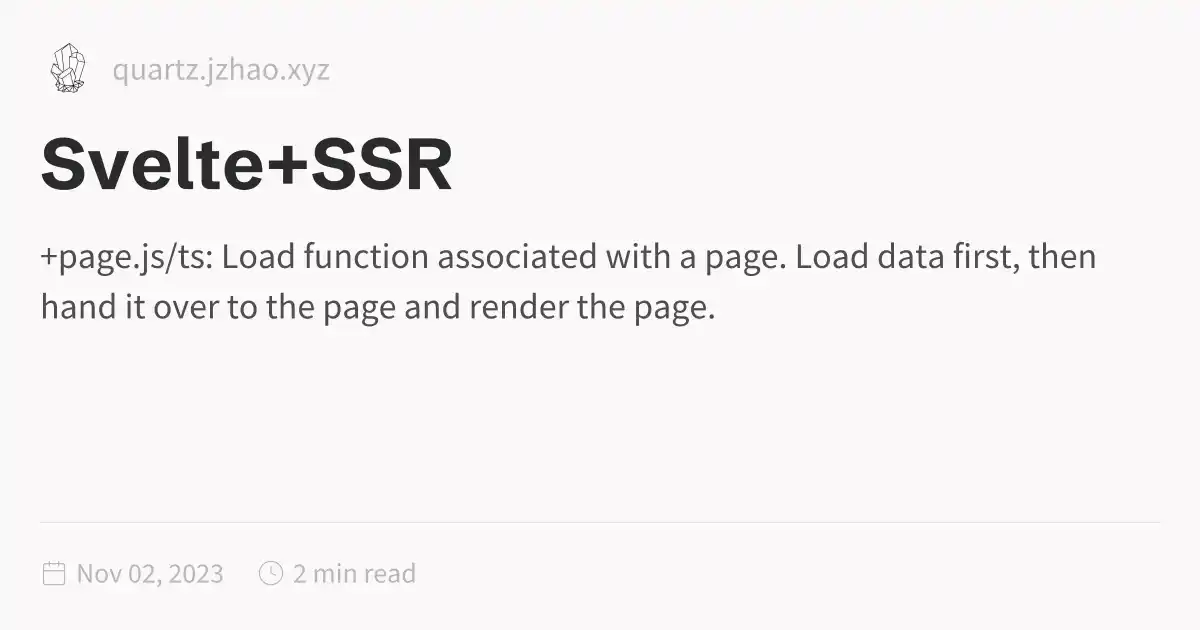 quartz.jzhao.xyz
Svelte+SSR
+page.js/ts: Load function associated with a page. Load data first, then
hand it over to the page and render the page.
Nov 02, 2023 2 min read